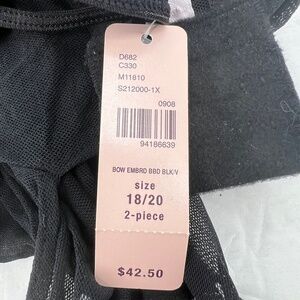 D682
C330
M11610
S212000-1X
0908
94186639
BOW EMBRD BBD BLK/V
size
18/20
2-piece
$42.50